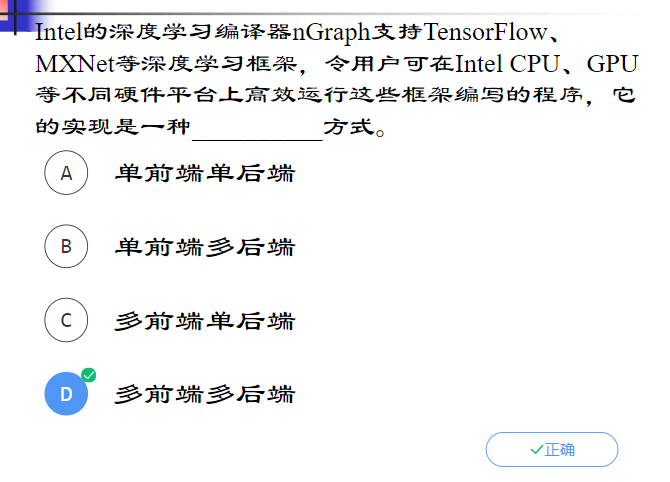 Intel的深度学习编译器nGraph支持TensorFlow、
MXNet等深度学习框架，令用户可在Intel CPU、GPU
等不同硬件平台上高效运行这些框架编写的程序，它
的实现是一种__________方式。
A 单前端单后端
B 单前端多后端
C 多前端单后端
D 多前端多后端
正确